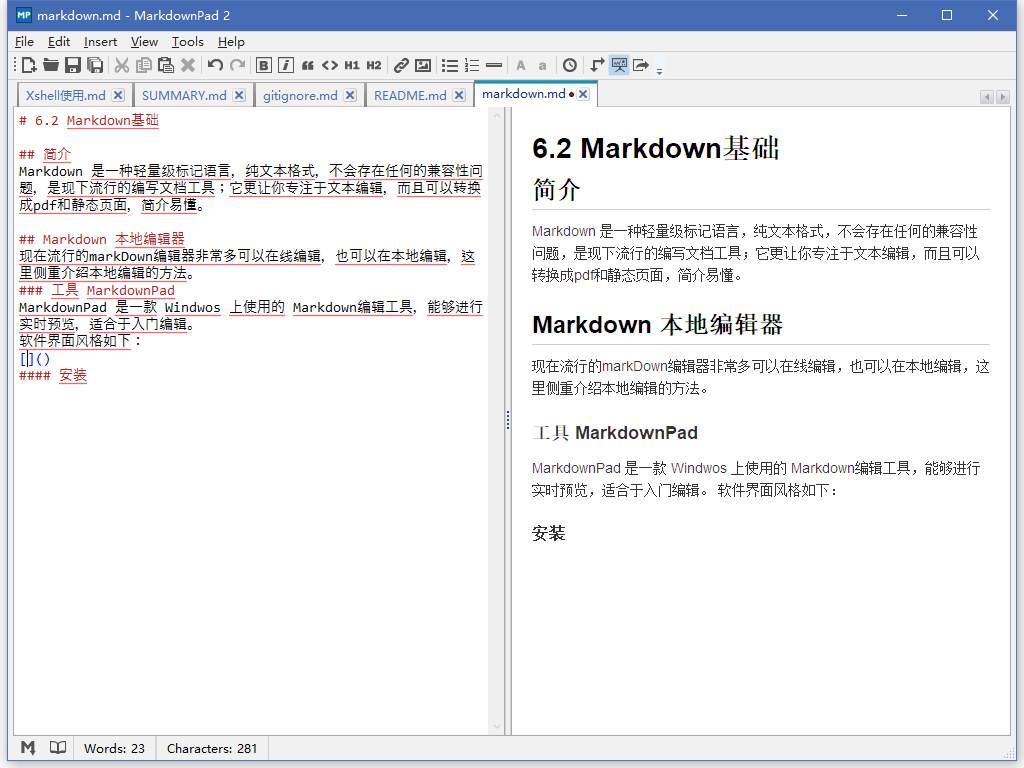 MP markdown.md - MarkdownPad 2
File Edit Insert View Tools Help
B i H1 H2 A a
Xshell使用.md SUMMARY.md gitignore.md README.md markdown.md
# 6.2 Markdown基础
## 简介
Markdown 是一种轻量级标记语言，纯文本格式，不会存在任何的兼容性问
题，是现下流行的编写文档工具；它更让你专注于文本编辑，而且可以转换
成pdf和静态页面，简介易懂。
## Markdown 本地编辑器
现在流行的markDown编辑器非常多可以在线编辑，也可以在本地编辑，这
里侧重介绍本地编辑的方法。
### 工具 MarkdownPad
MarkdownPad 是一款 Windwos 上使用的 Markdown编辑工具，能够进行
实时预览，适合于入门编辑。
软件界面风格如下：
[]()
#### 安装
6.2 Markdown基础
简介
Markdown 是一种轻量级标记语言，纯文本格式，不会存在任何的兼容性
问题，是现下流行的编写文档工具；它更让你专注于文本编辑，而且可以
转换成pdf和静态页面，简介易懂。
Markdown 本地编辑器
现在流行的markDown编辑器非常多可以在线编辑，也可以在本地编辑，这
里侧重介绍本地编辑的方法。
工具 MarkdownPad
MarkdownPad 是一款 Windwos 上使用的 Markdown编辑工具，能够进行
实时预览，适合于入门编辑。 软件界面风格如下：
安装
Words: 23 Characters: 281